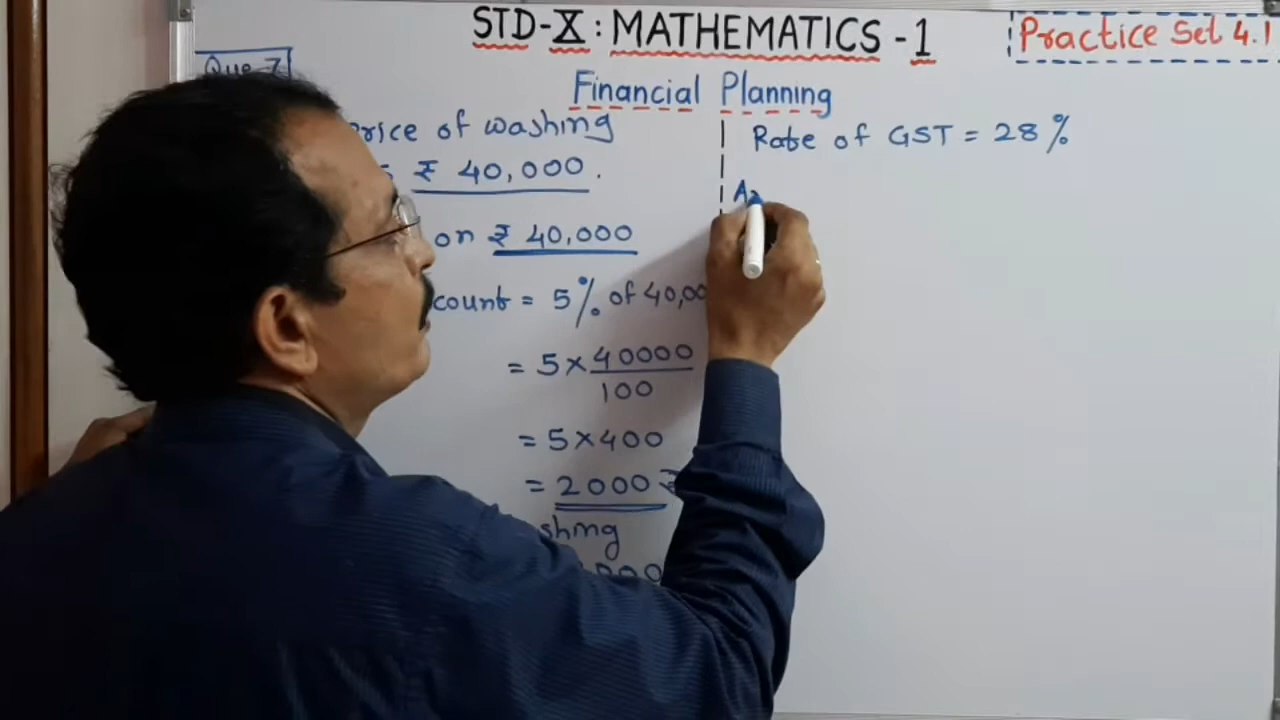 STD-X : MATHEMATICS - 1
Practice Set 4.1
Que 7
Financial Planning
Price of washing
₹ 40,000.
on ₹ 40,000
count = 5% of 40,00
= 5 × 40000 / 100
= 5 × 400
= 2000 ₹
shing
Rate of GST = 28%